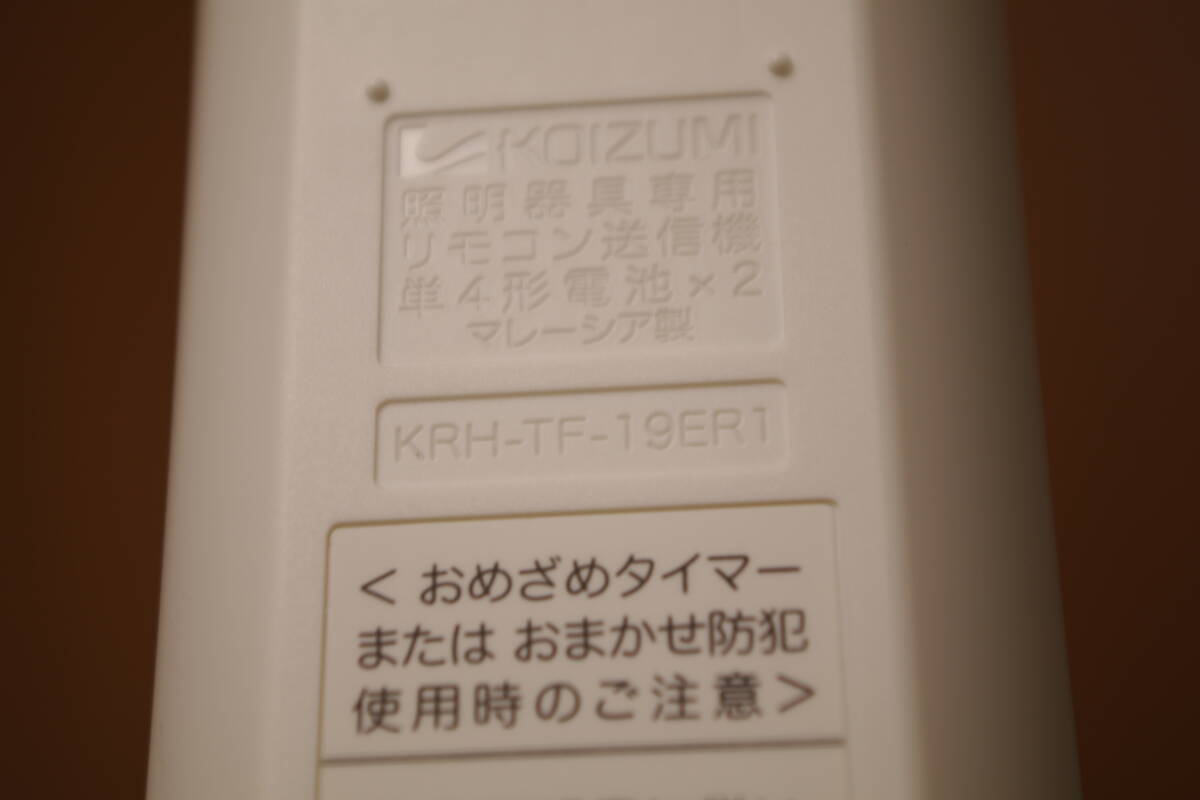 KOIZUMI
照明器具専用
リモコン送信機
単4形電池×2
マレーシア製
KRH-TF-19ER1
< おめざめタイマー
または おまかせ防犯
使用時のご注意 >